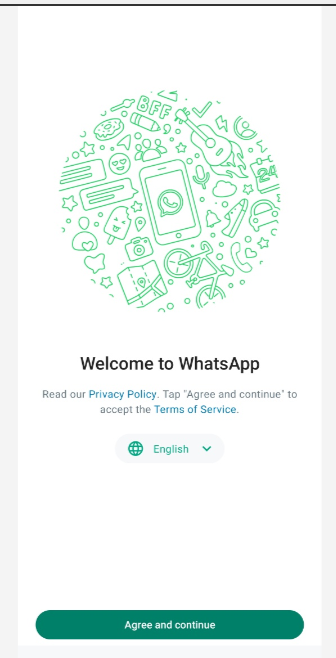 BFF
24
Welcome to WhatsApp
Read our Privacy Policy. Tap "Agree and continue" to
accept the Terms of Service.
English
Agree and continue